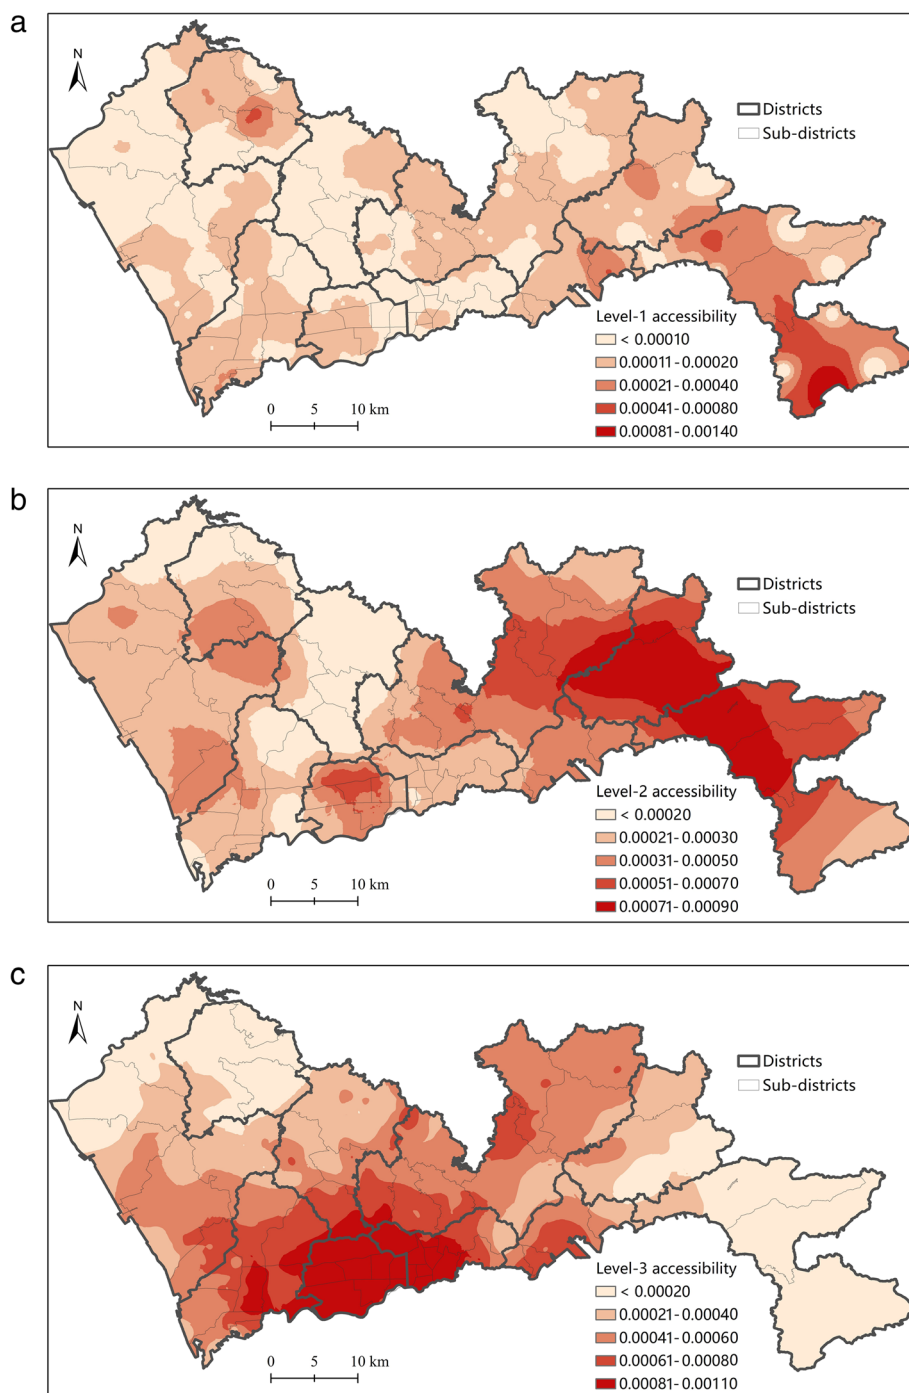 a
N
Districts
Sub-districts
Level-1 accessibility
< 0.00010
0.00011-0.00020
0.00021-0.00040
0.00041-0.00080
0.00081-0.00140
0 5 10 km
b
N
Districts
Sub-districts
Level-2 accessibility
< 0.00020
0.00021-0.00030
0.00031-0.00050
0.00051-0.00070
0.00071-0.00090
0 5 10 km
c
N
Districts
Sub-districts
Level-3 accessibility
< 0.00020
0.00021-0.00040
0.00041-0.00060
0.00061-0.00080
0.00081-0.00110
0 5 10 km